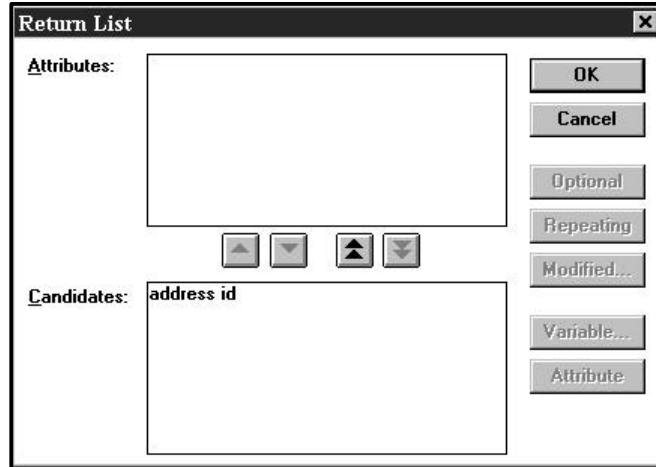 Return List
Attributes:
OK
Cancel
Optional
Repeating
Modified...
Candidates:
address id
Variable...
Attribute